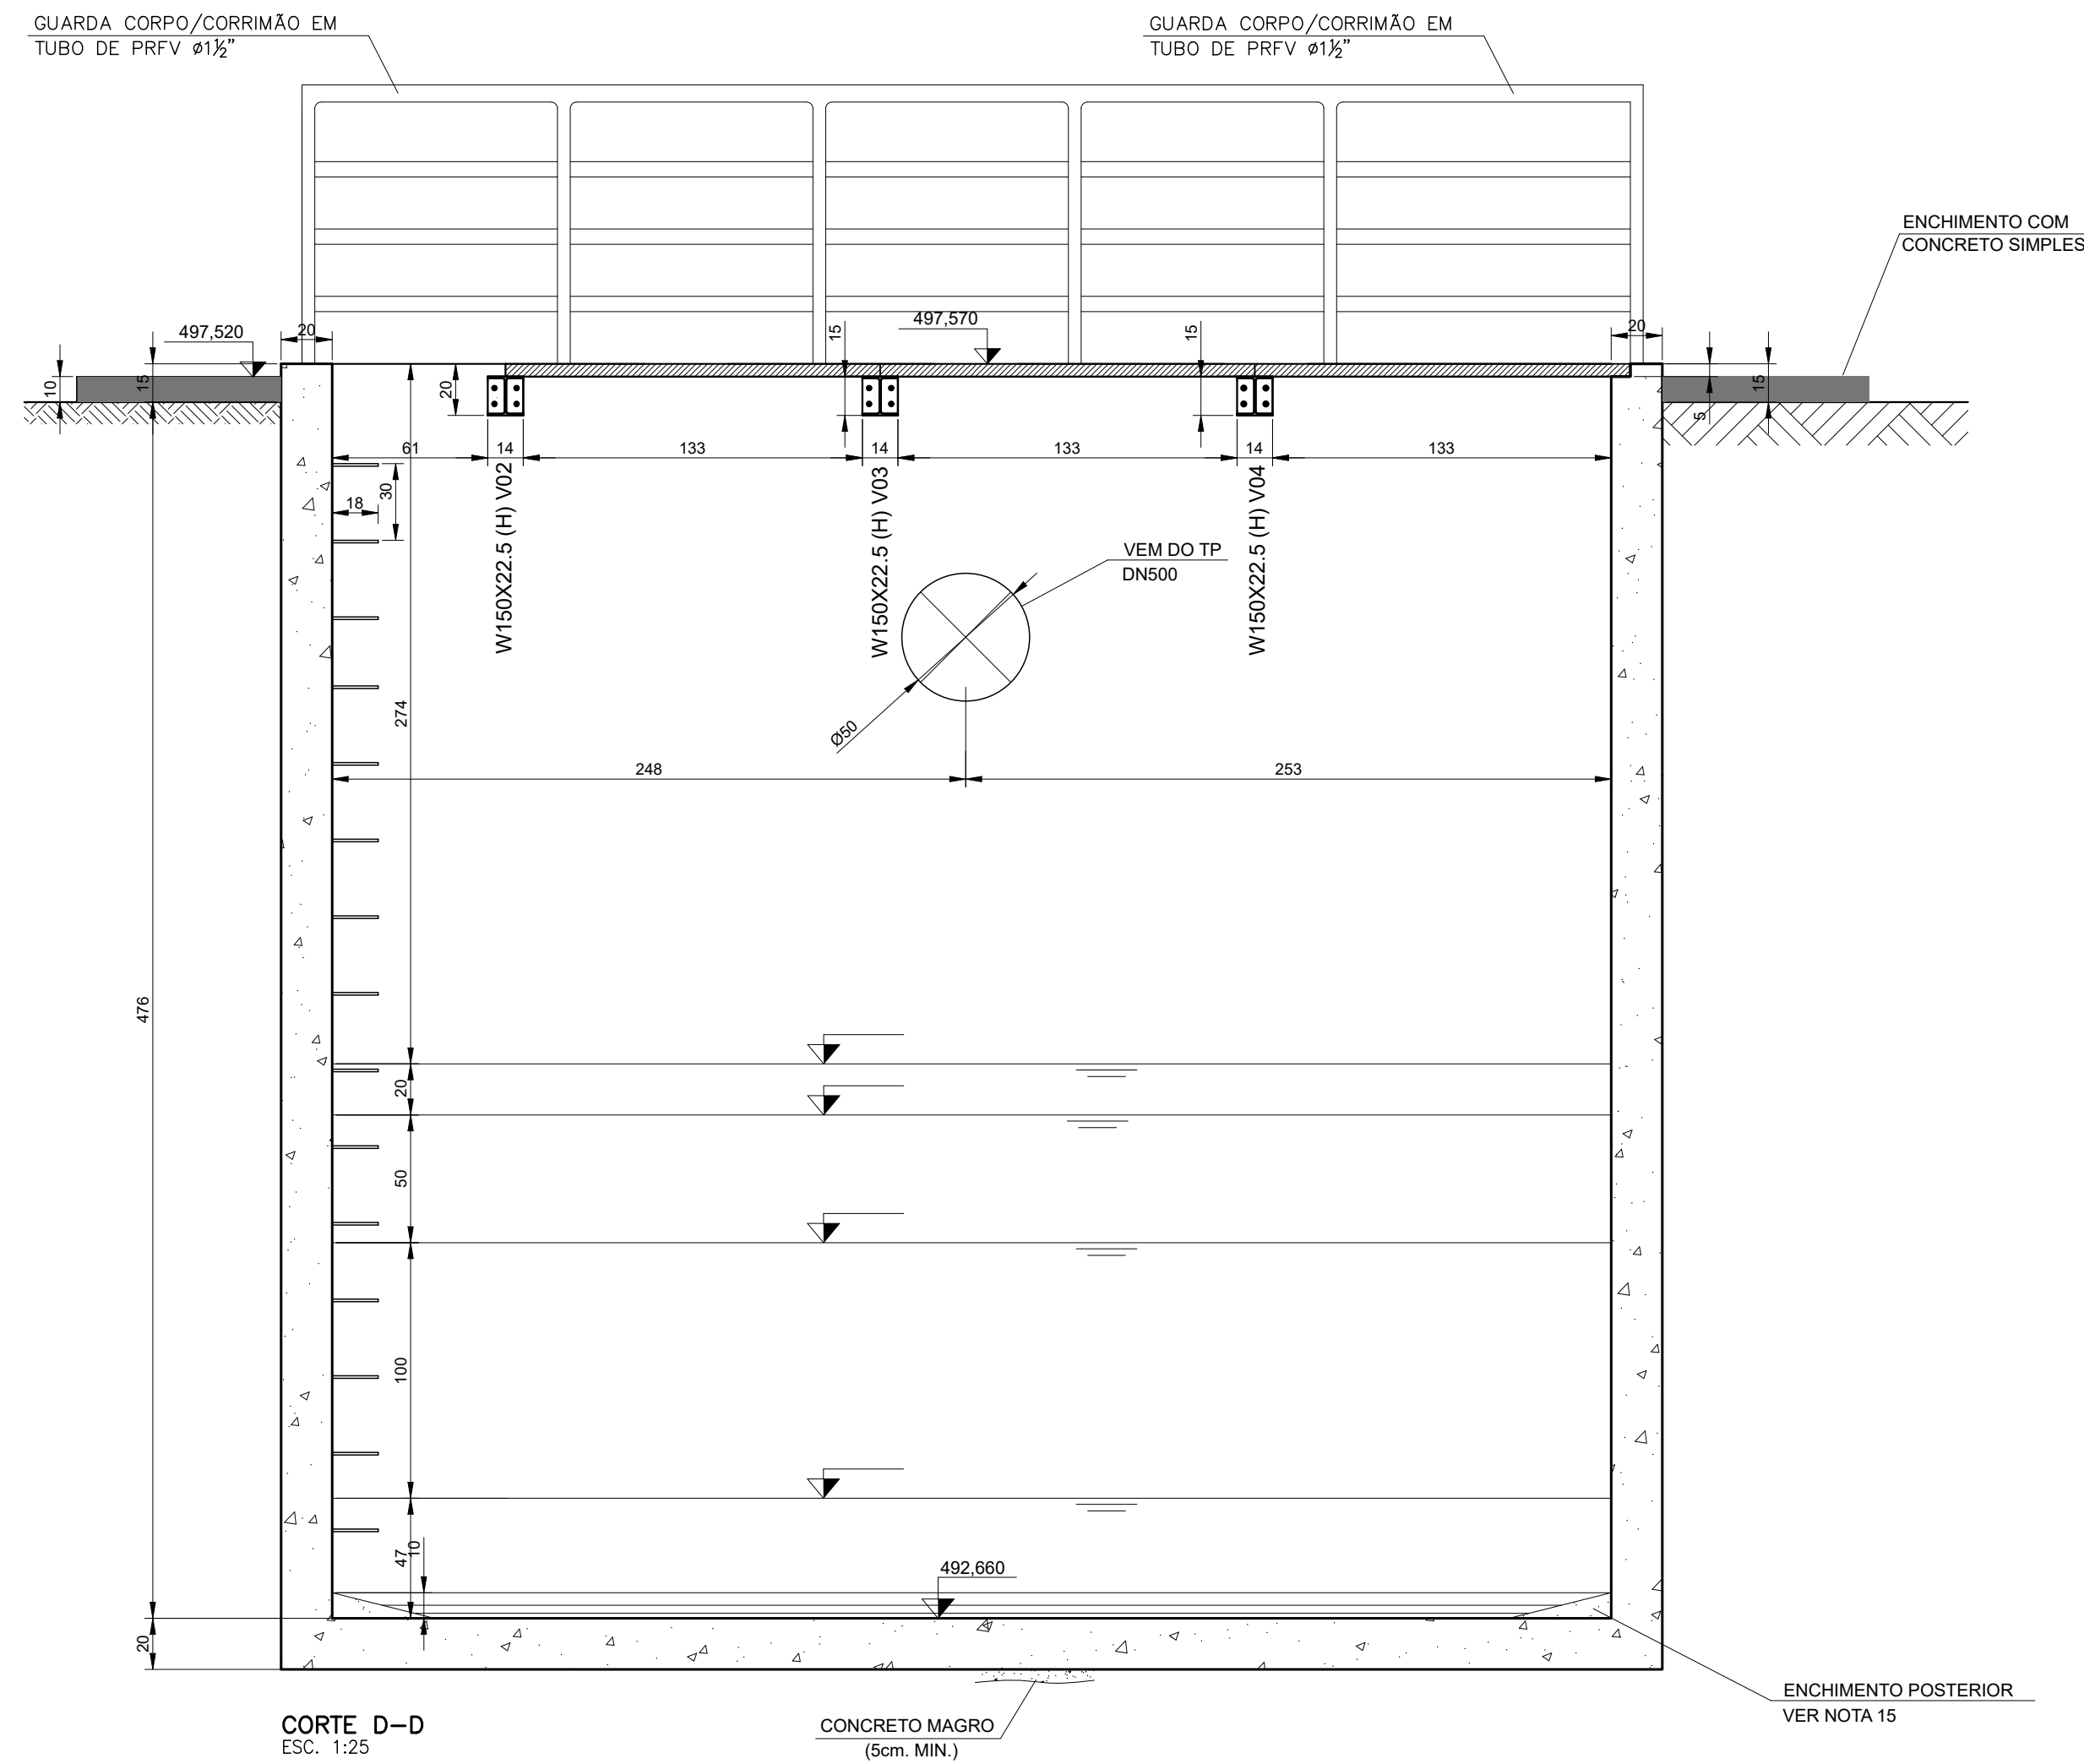 GUARDA CORPO/CORRIMÃO EM
TUBO DE PRFV ø1½"
GUARDA CORPO/CORRIMÃO EM
TUBO DE PRFV ø1½"
ENCHIMENTO COM
CONCRETO SIMPLES
497,520
20
15
497,570
15
20
10
15
20
15
5
61
14
133
14
133
14
133
30
18
W150X22.5 (H) V02
W150X22.5 (H) V03
W150X22.5 (H) V04
VEM DO TP
DN500
274
Ø50
248
253
476
20
50
100
47
10
492,660
20
ENCHIMENTO POSTERIOR
VER NOTA 15
CORTE D-D
ESC. 1:25
CONCRETO MAGRO
(5cm. MIN.)